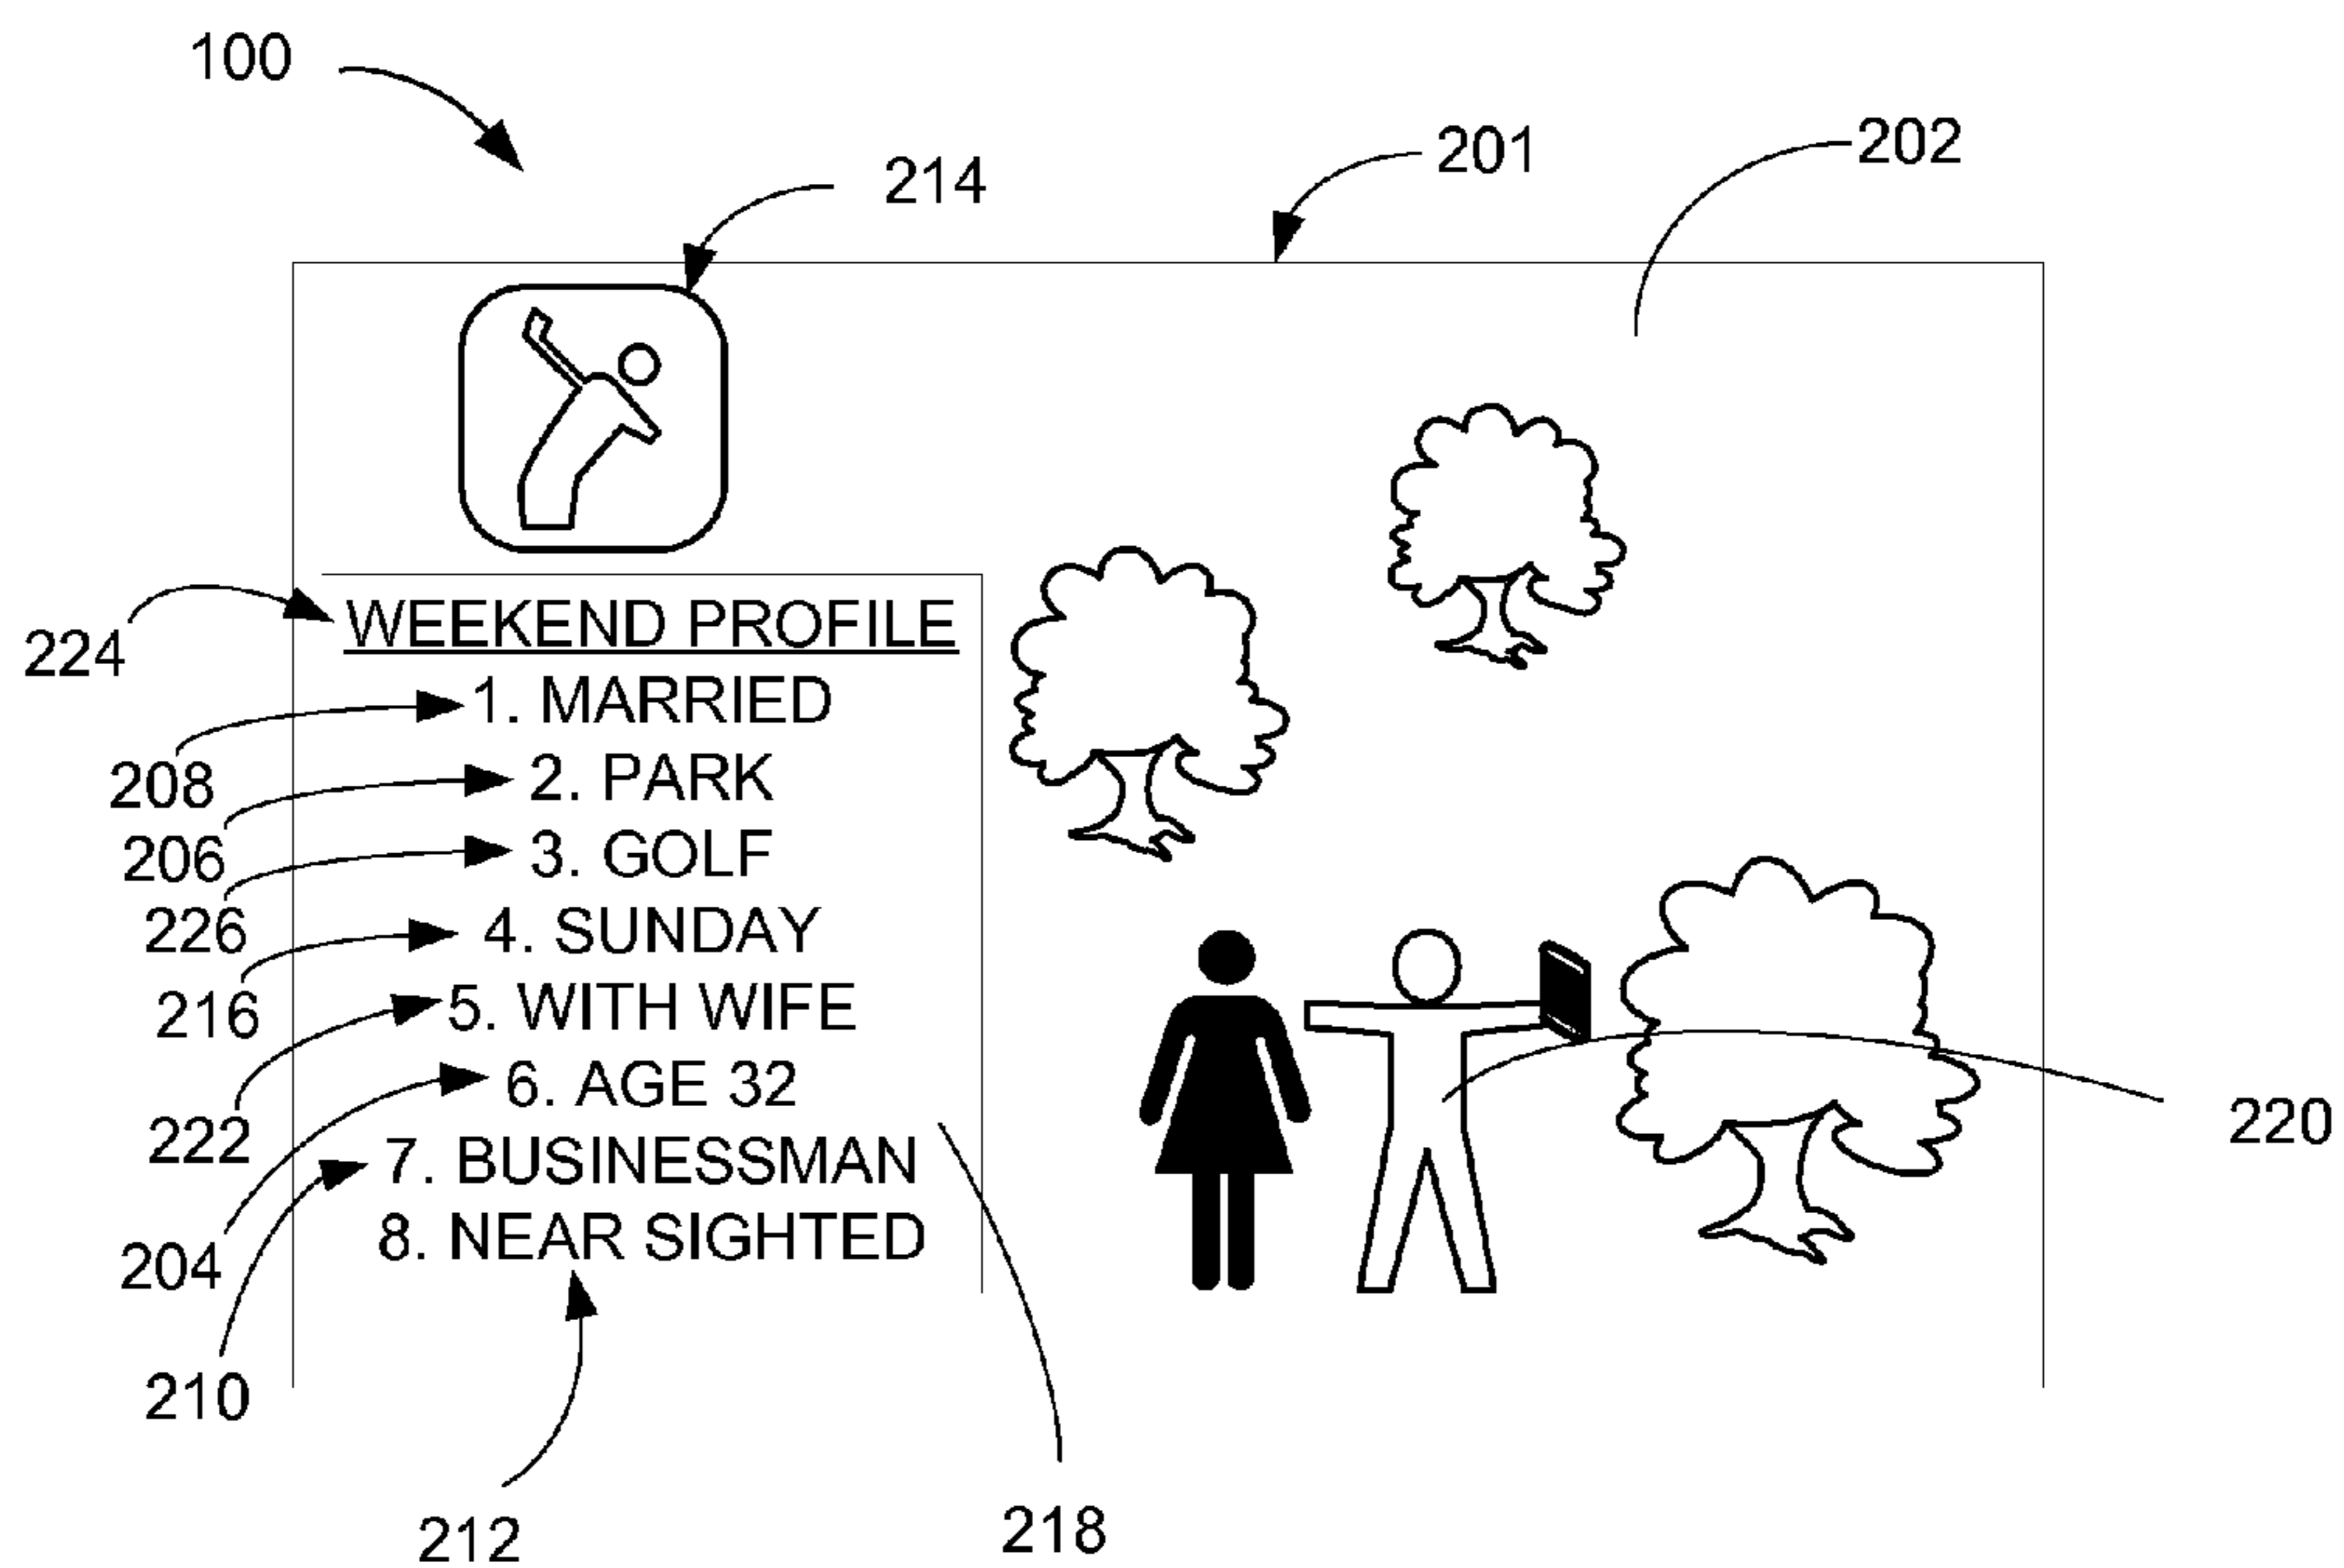 100
201
202
214
224
WEEKEND PROFILE
1. MARRIED
208
2. PARK
206
3. GOLF
226
4. SUNDAY
216
5. WITH WIFE
222
6. AGE 32
220
7. BUSINESSMAN
204
8. NEAR SIGHTED
210
212
218